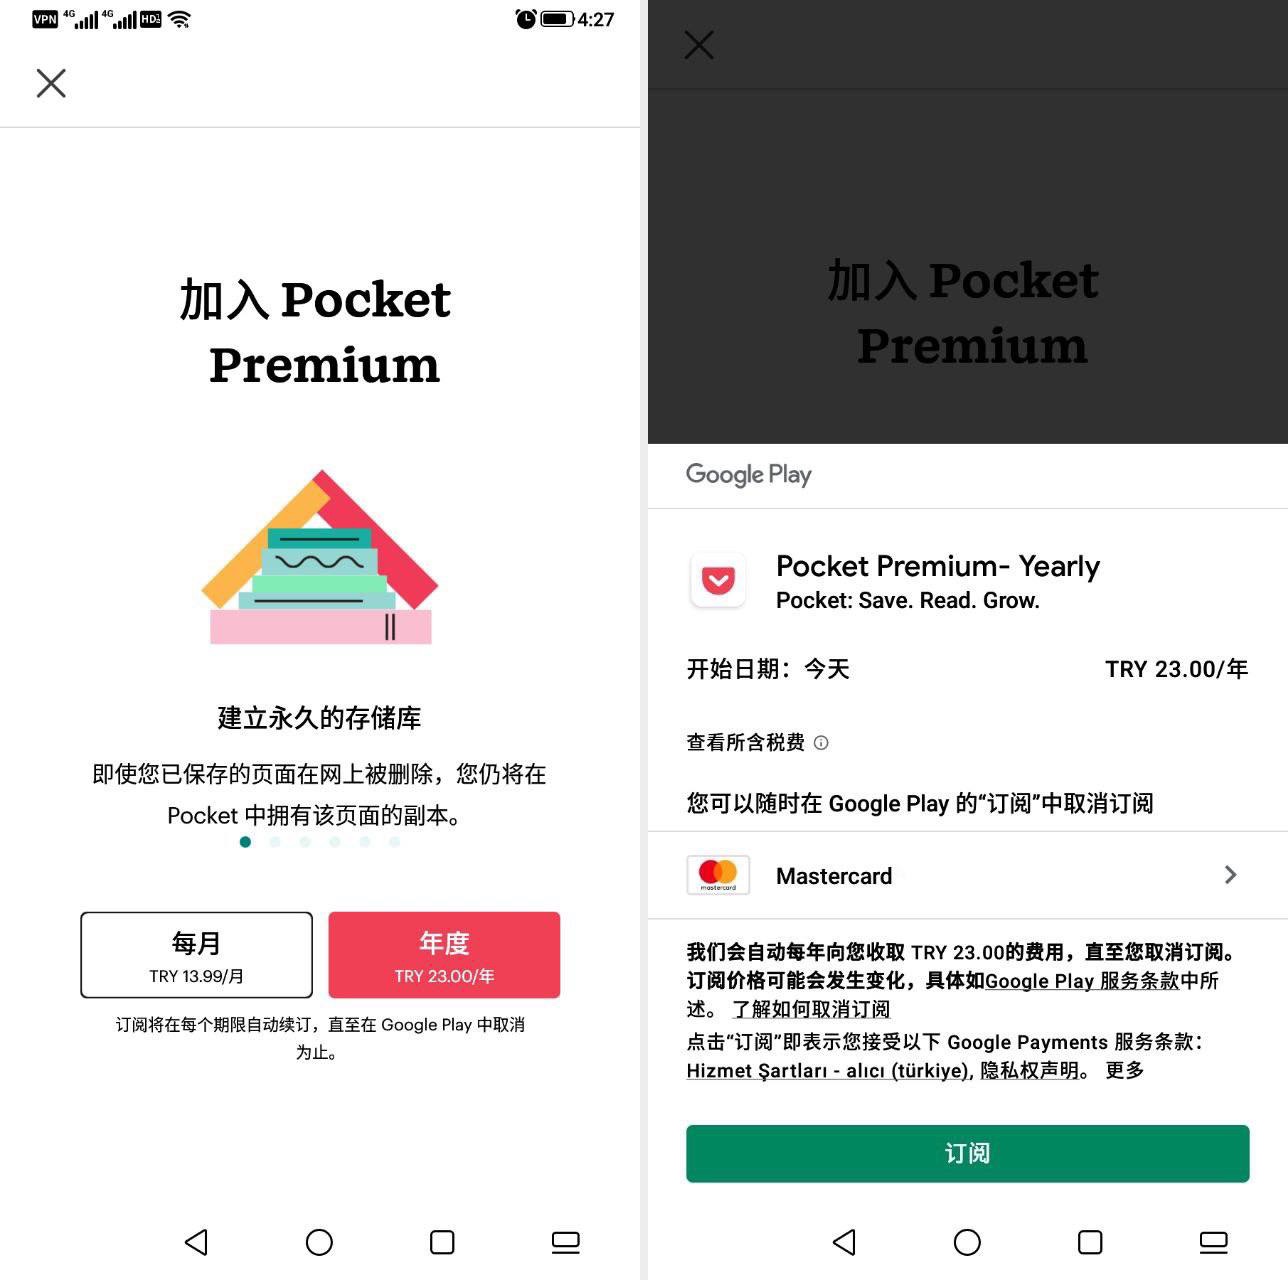 VPN 4G 4G HD 4:27
加入 Pocket
Premium
建立永久的存储库
即使您已保存的页面在网上被删除，您仍将在
Pocket 中拥有该页面的副本。
每月
TRY 13.99/月
年度
TRY 23.00/年
订阅将在每个期限自动续订，直至在 Google Play 中取消
为止。
加入 Pocket
Premium
Google Play
Pocket Premium- Yearly
Pocket: Save. Read. Grow.
开始日期：今天
TRY 23.00/年
查看所含税费
您可以随时在 Google Play 的“订阅”中取消订阅
mastercard
Mastercard
我们会自动每年向您收取 TRY 23.00的费用，直至您取消订阅。
订阅价格可能会发生变化，具体如Google Play 服务条款中所
述。 了解如何取消订阅
点击“订阅”即表示您接受以下 Google Payments 服务条款：
Hizmet Şartları - alıcı (türkiye), 隐私权声明。 更多
订阅